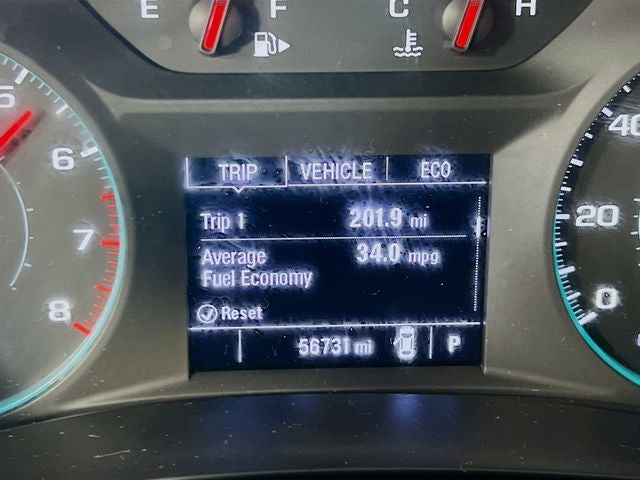 E F C H
5
6
7
8
40
20
0
TRIP VEHICLE ECO
Trip 1 201.9 mi
Average 34.0 mpg
Fuel Economy
Reset
56731 mi P